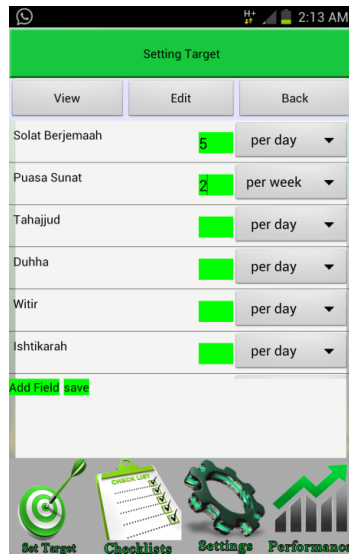 H+ 2:13 AM
Setting Target
View Edit Back
Solat Berjemaah 5 per day
Puasa Sunat 2 per week
Tahajjud per day
Duhha per day
Witir per day
Ishtikarah per day
Add Field save
CHECK LIST
Set Target Checklists Settings Performance